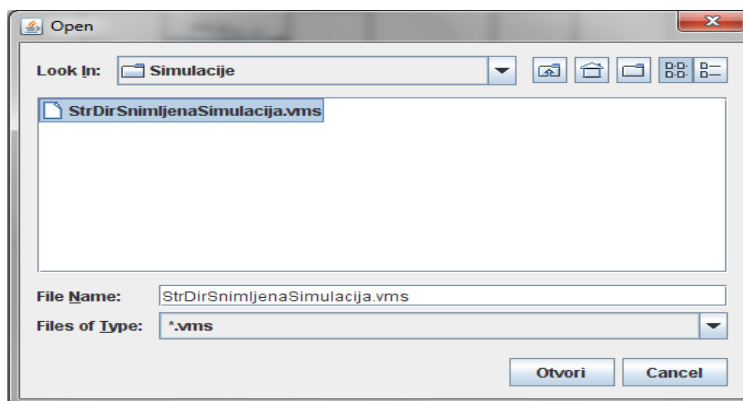 Open
Look In: Simulacije
StrDirSnimljenaSimulacija.vms
File Name: StrDirSnimljenaSimulacija.vms
Files of Type: *.vms
Otvori Cancel